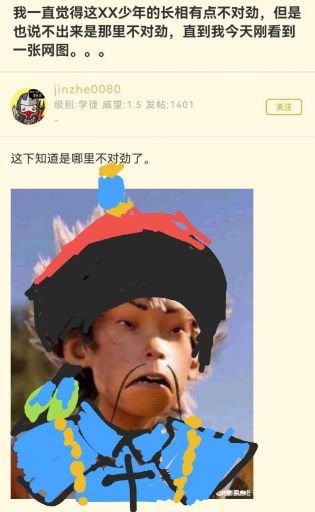 我一直觉得这XX少年的长相有点不对劲，但是
也说不出来是那里不对劲，直到我今天刚看到
一张网图。。。
jinzhe0080
级别:学徒 威望:1.5 发帖:1401
关注
这下知道是哪里不对劲了。